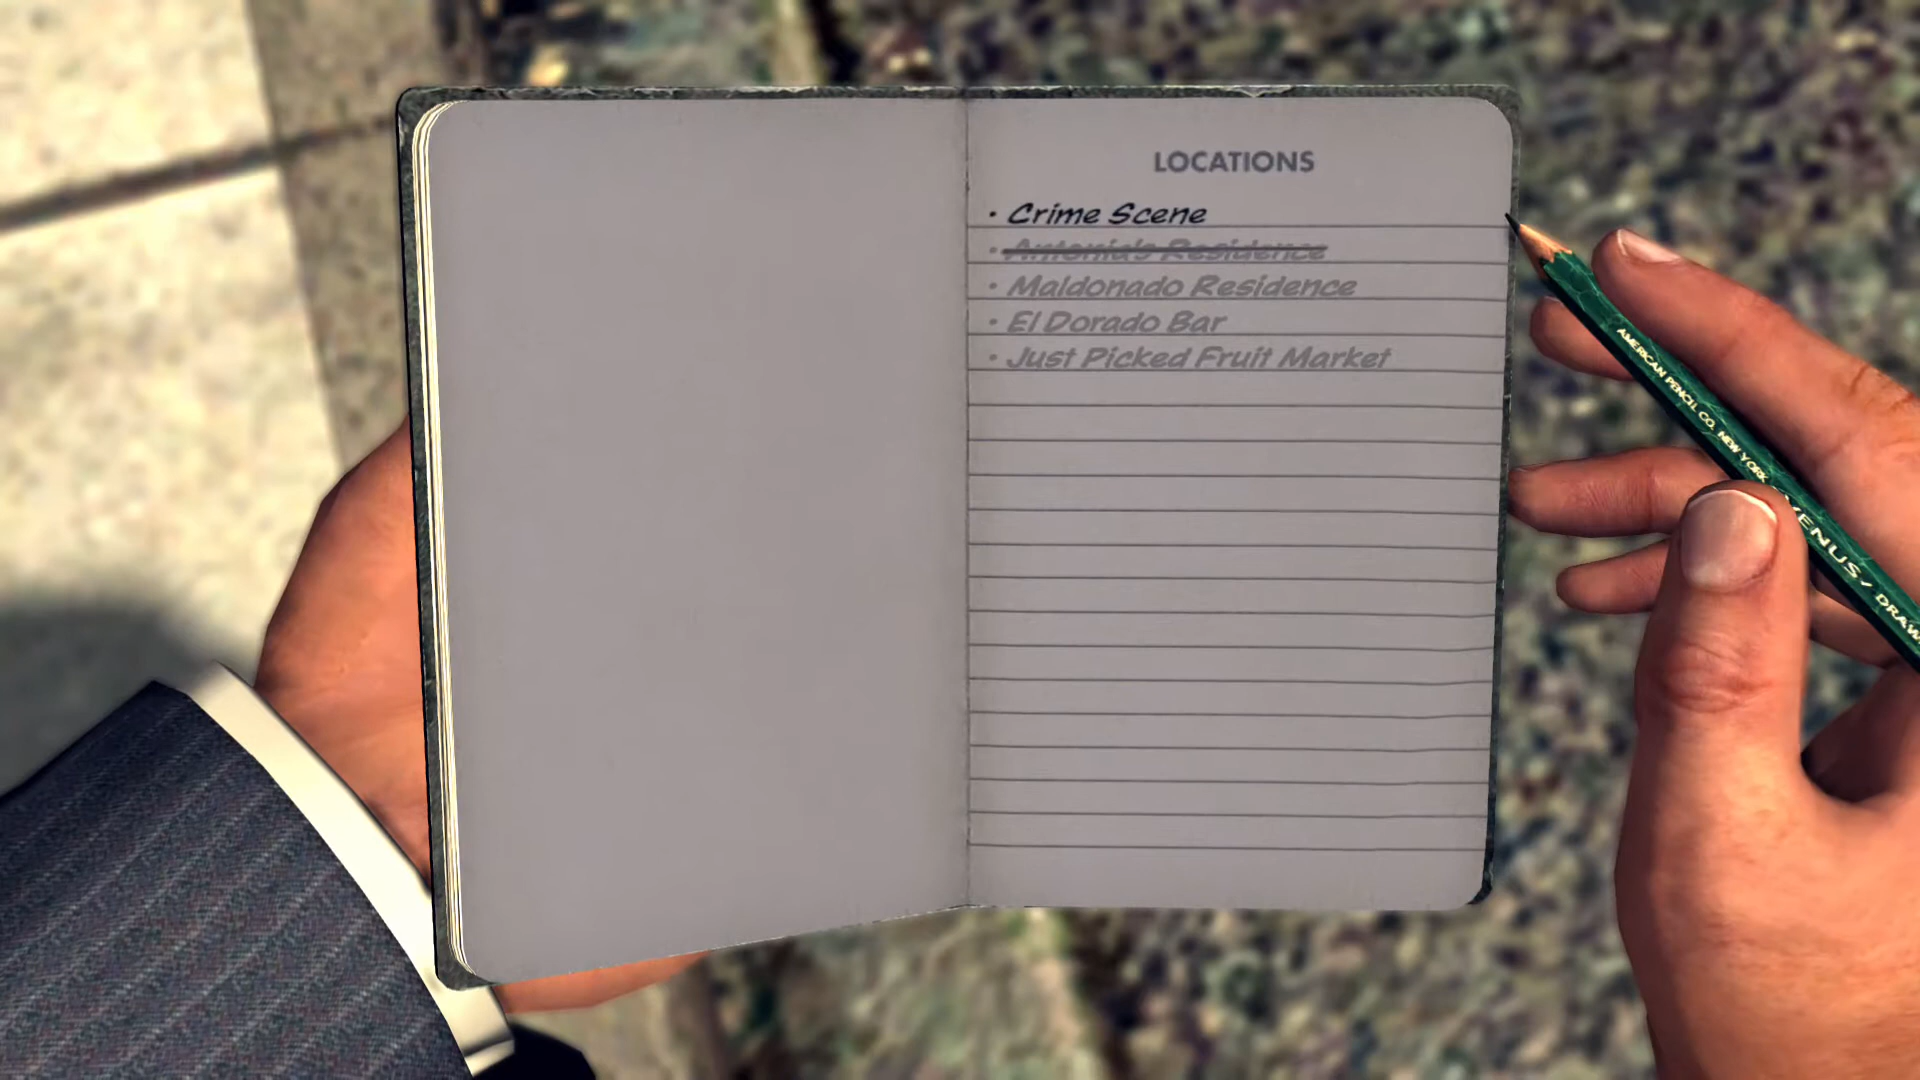 LOCATIONS
• Crime Scene
• Antonia's Residence
• Maldonado Residence
• El Dorado Bar
• Just Picked Fruit Market
AMERICAN PENCIL CO. NEW YORK VENUS DRAW